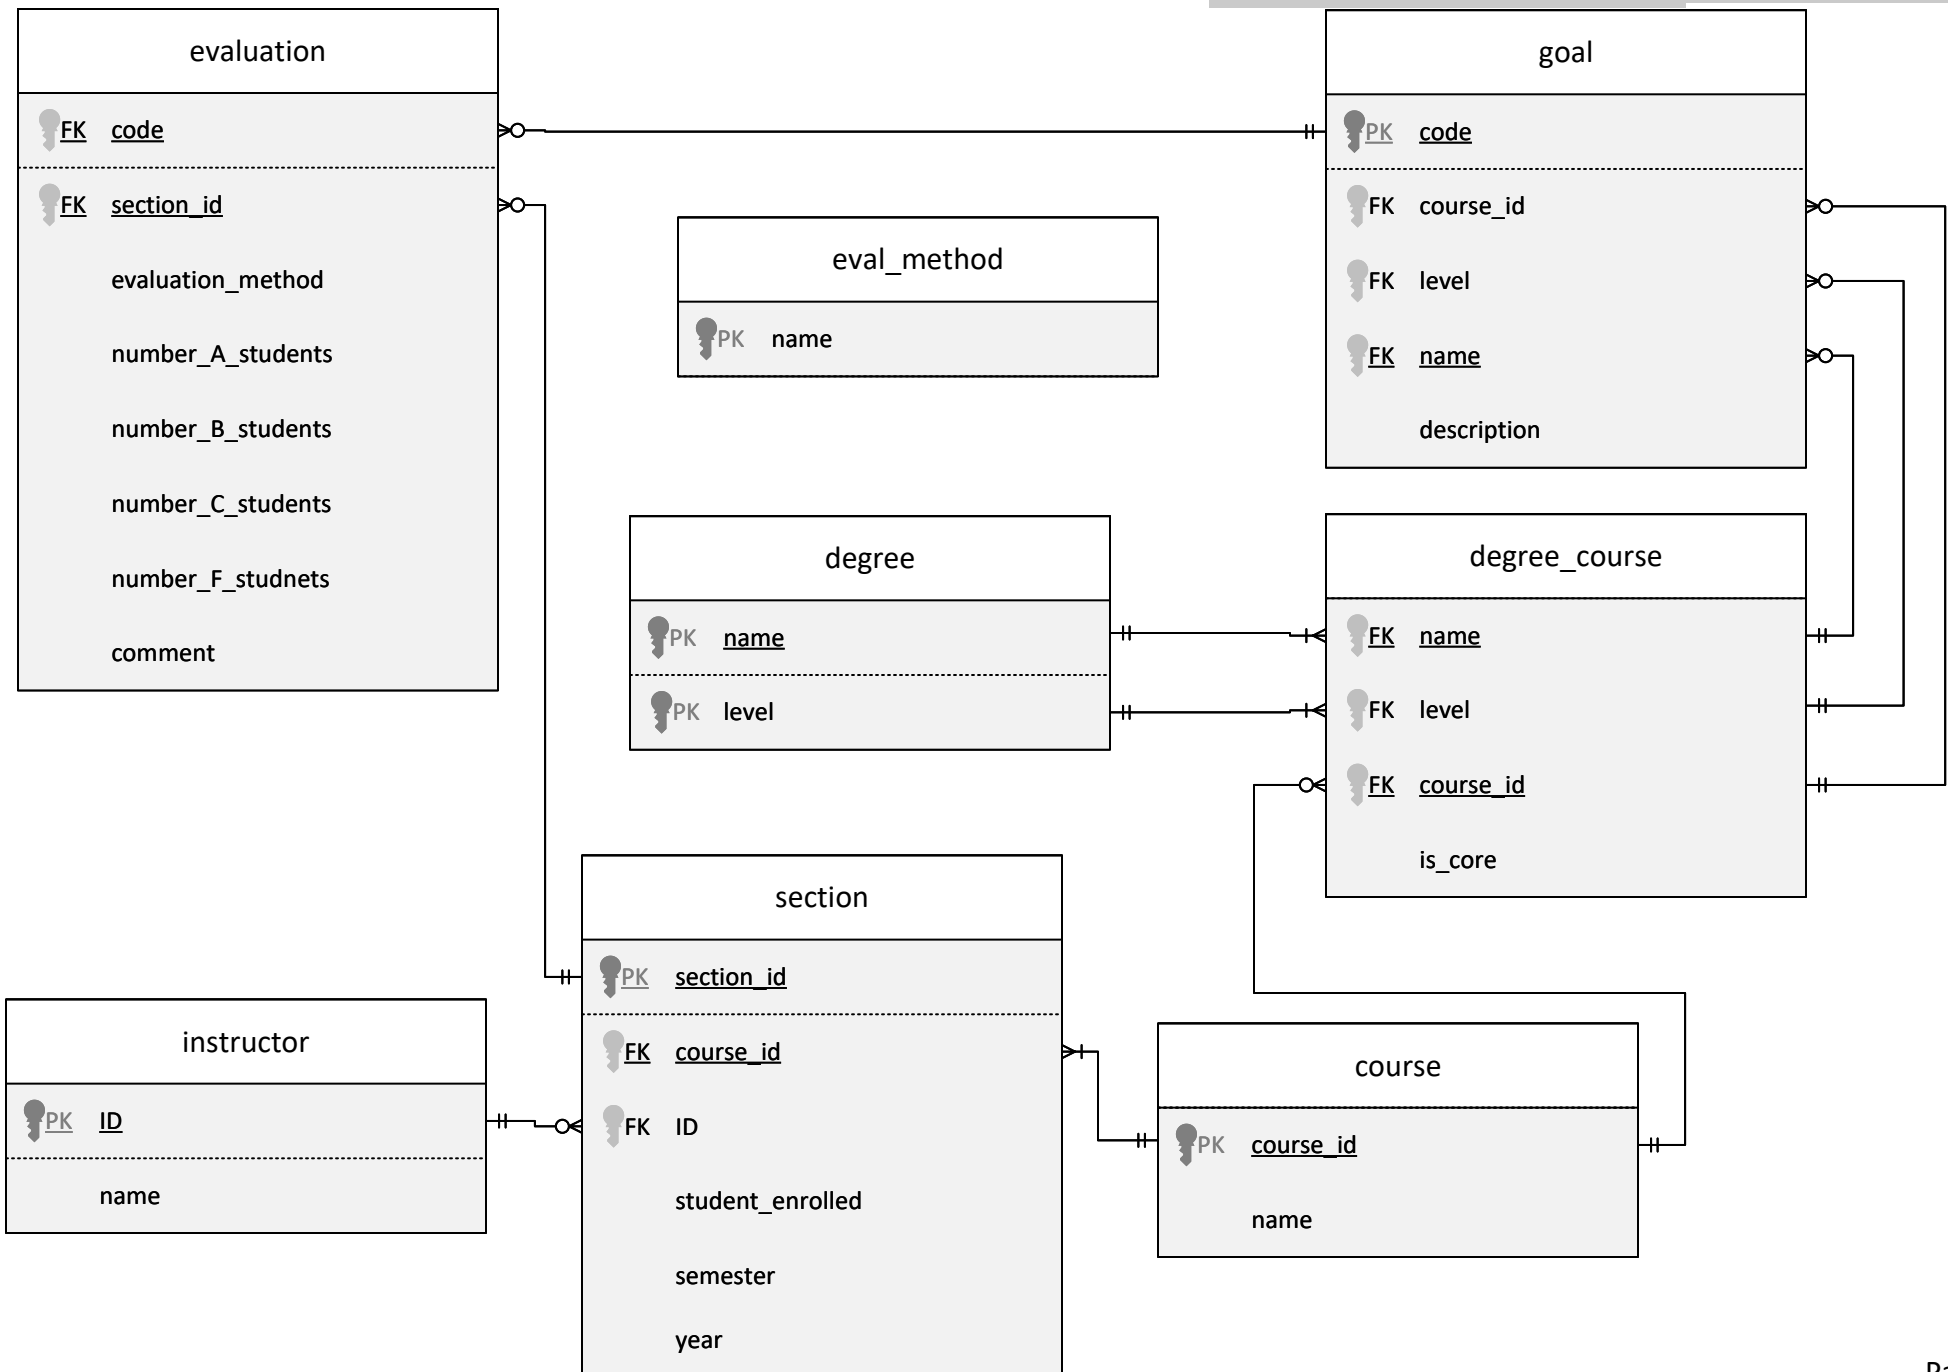 evaluation
FK code
FK section_id
evaluation_method
number_A_students
number_B_students
number_C_students
number_F_studnets
comment
goal
PK code
FK course_id
FK level
FK name
description
eval_method
PK name
degree
PK name
PK level
degree_course
FK name
FK level
FK course_id
is_core
section
PK section_id
FK course_id
FK ID
student_enrolled
semester
year
instructor
PK ID
name
course
PK course_id
name